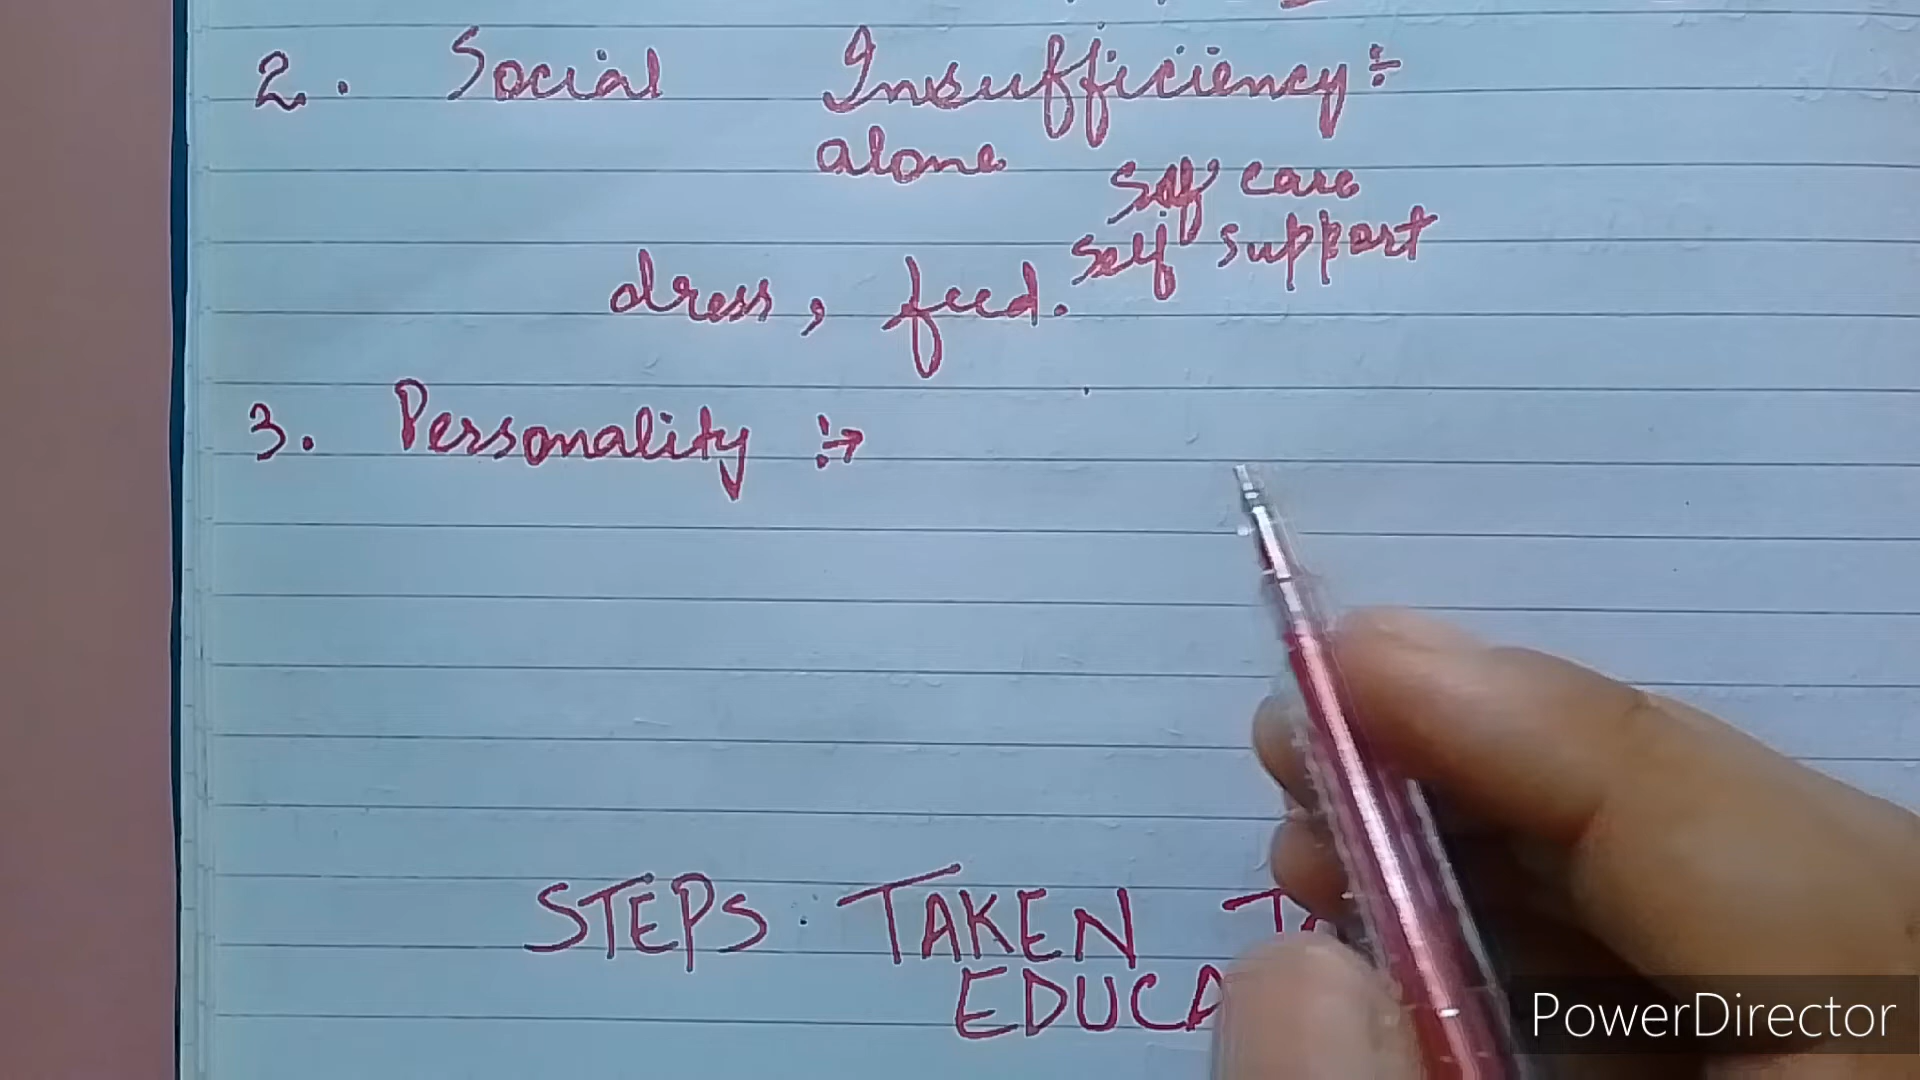 2. Social Insufficiency :-
alone
self care
self support
dress, feed.
3. Personality :→
STEPS TAKEN
EDUCA
PowerDirector